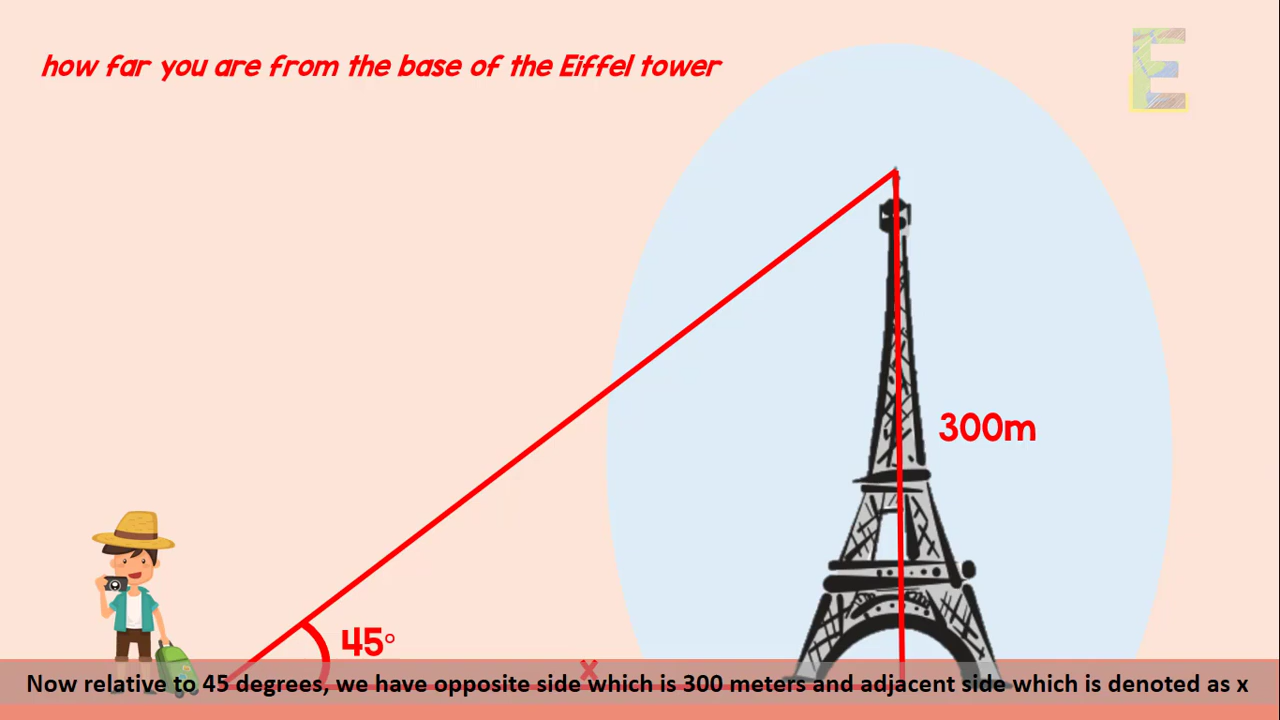 how far you are from the base of the Eiffel tower
E
300m
45°
x
Now relative to 45 degrees, we have opposite side which is 300 meters and adjacent side which is denoted as x